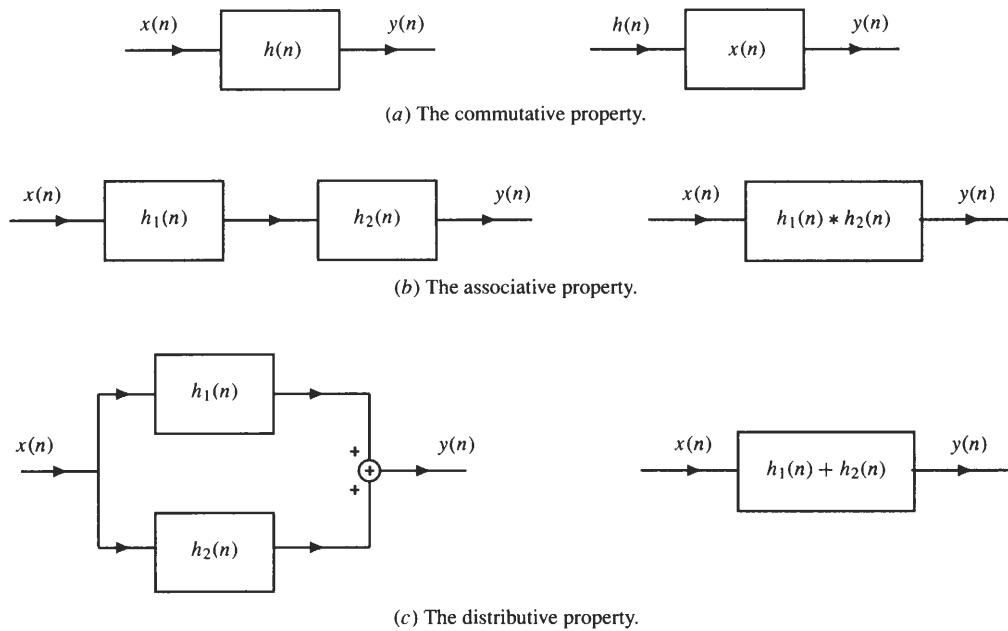 x(n) h(n) y(n) h(n) x(n) y(n)
(a) The commutative property.
x(n) h₁(n) h₂(n) y(n) x(n) h₁(n) ∗ h₂(n) y(n)
(b) The associative property.
h₁(n)
x(n) + + y(n) x(n) h₁(n) + h₂(n) y(n)
+
h₂(n)
(c) The distributive property.